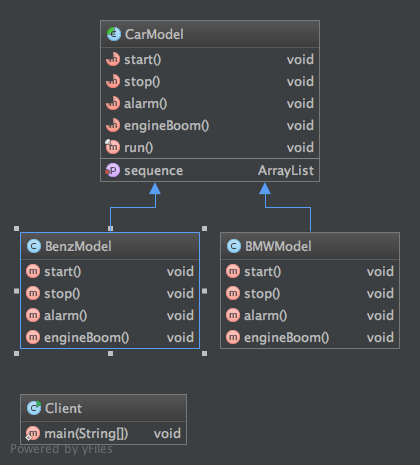 CarModel
start() void
stop() void
alarm() void
engineBoom() void
run() void
sequence ArrayList
BenzModel
start() void
stop() void
alarm() void
engineBoom() void
BMWModel
start() void
stop() void
alarm() void
engineBoom() void
Client
main(String[]) void
Powered by yFiles